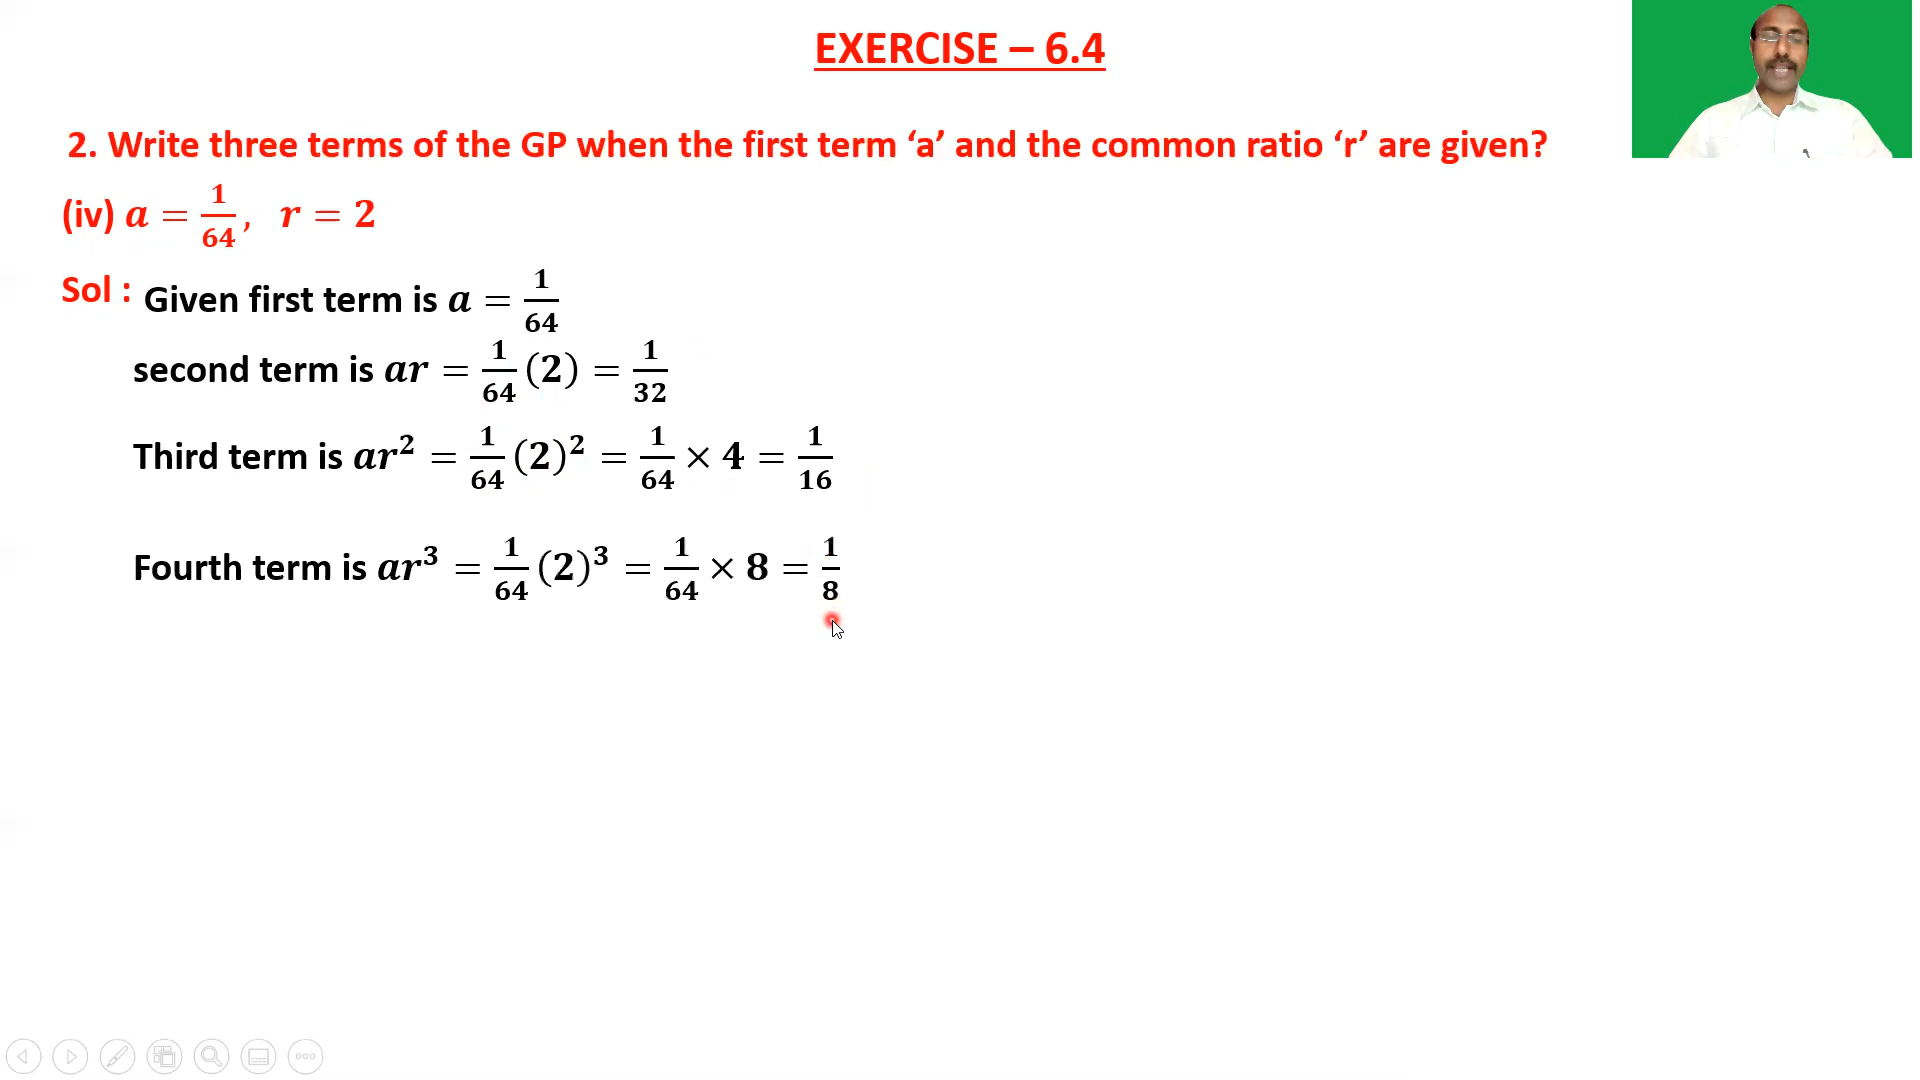 EXERCISE – 6.4
2. Write three terms of the GP when the first term ‘a’ and the common ratio ‘r’ are given?
(iv) a = 1/64, r = 2
Sol : Given first term is a = 1/64
second term is ar = 1/64 (2) = 1/32
Third term is ar² = 1/64 (2)² = 1/64 × 4 = 1/16
Fourth term is ar³ = 1/64 (2)³ = 1/64 × 8 = 1/8